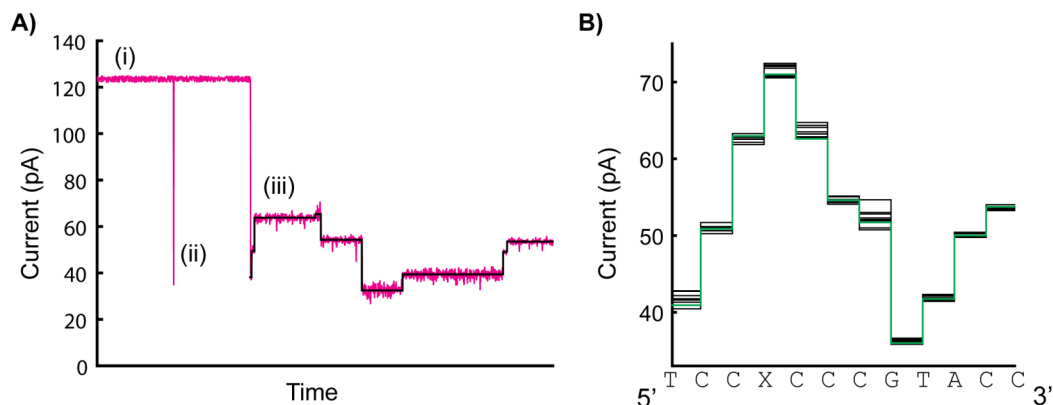 A)
140
120
100
80
60
40
20
0
Current (pA)
Time
(i)
(ii)
(iii)
B)
70
60
50
40
Current (pA)
5’ T C C X C C C G T A C C 3’